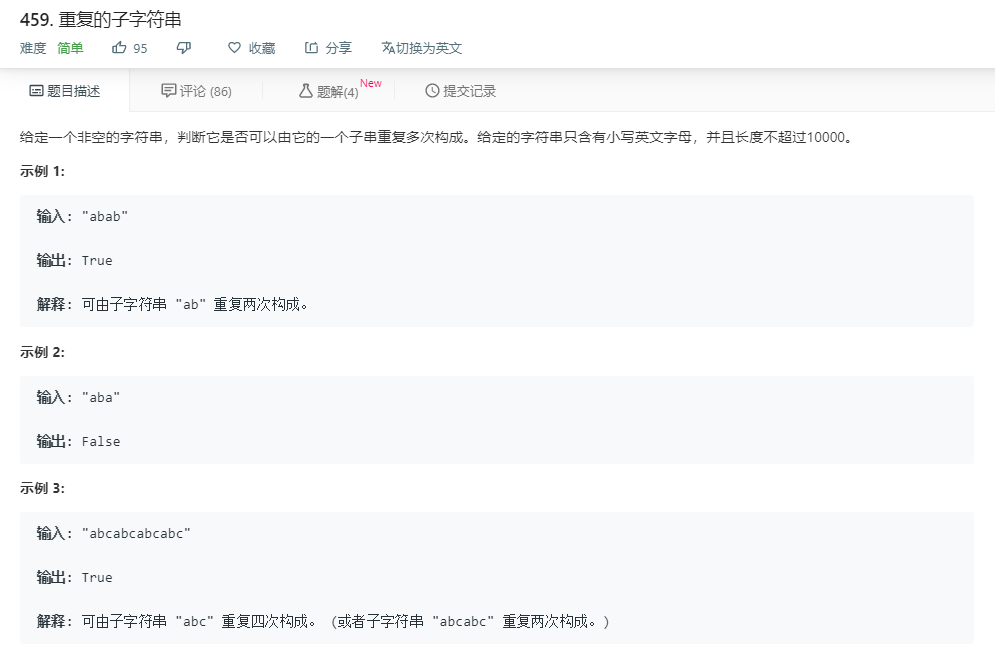 459. 重复的子字符串
难度 简单 95 收藏 分享 文A切换为英文
题目描述 评论 (86) 题解(4) New 提交记录
给定一个非空的字符串，判断它是否可以由它的一个子串重复多次构成。给定的字符串只含有小写英文字母，并且长度不超过10000。
示例 1:
输入: "abab"
输出: True
解释: 可由子字符串 "ab" 重复两次构成。
示例 2:
输入: "aba"
输出: False
示例 3:
输入: "abcabcabcabc"
输出: True
解释: 可由子字符串 "abc" 重复四次构成。 (或者子字符串 "abcabc" 重复两次构成。)